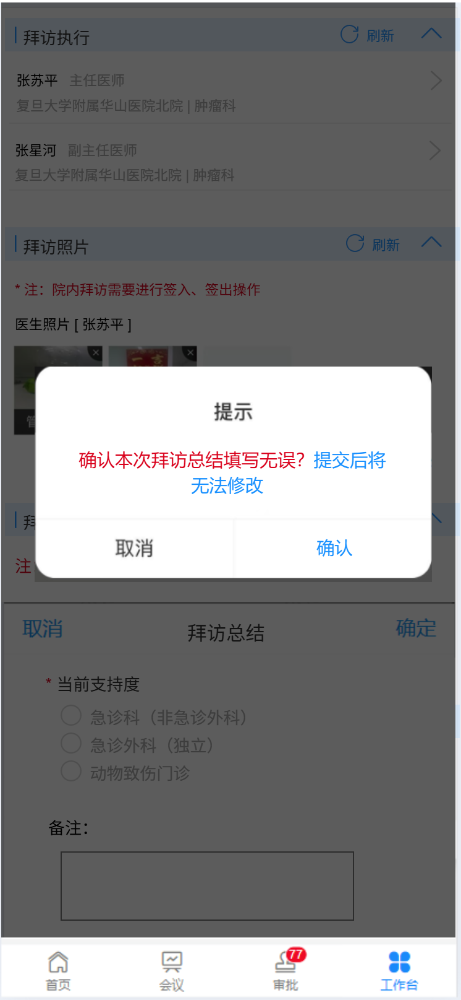 拜访执行 刷新
张苏平 主任医师
复旦大学附属华山医院北院 | 肿瘤科
张星河 副主任医师
复旦大学附属华山医院北院 | 肿瘤科
拜访照片 刷新
* 注：院内拜访需要进行签入、签出操作
医生照片 [ 张苏平 ]
一言
提示
确认本次拜访总结填写无误？提交后将
无法修改
取消 确认
注
取消 拜访总结 确定
* 当前支持度
急诊科（非急诊外科）
急诊外科（独立）
动物致伤门诊
备注：
77
首页 会议 审批 工作台